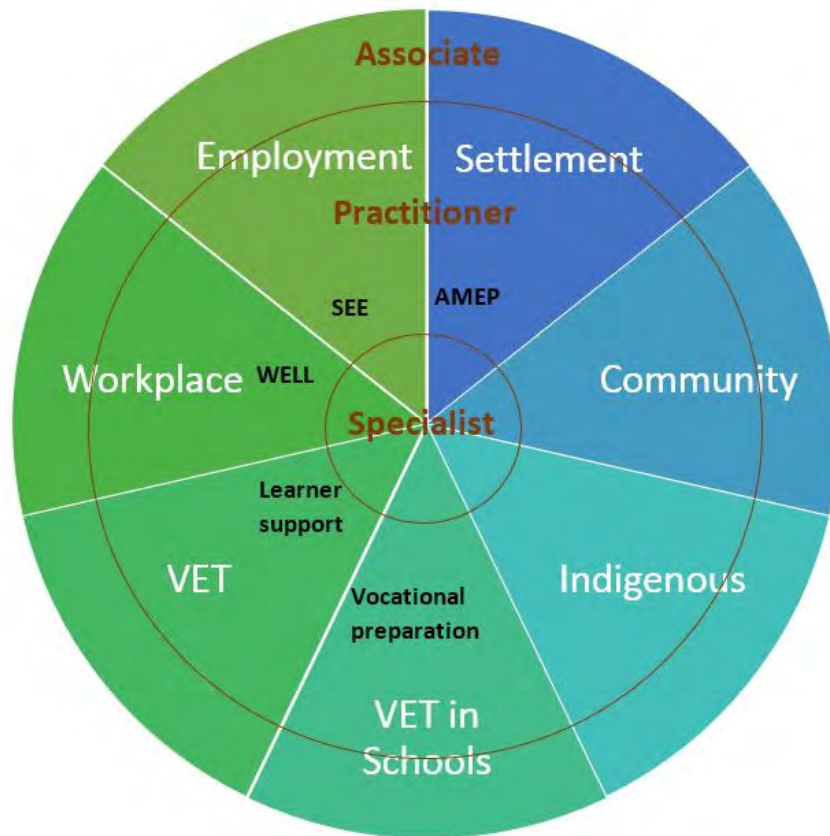 Associate
Employment
Settlement
Practitioner
SEE
AMEP
Workplace
WELL
Community
Specialist
Learner
support
VET
Indigenous
Vocational
preparation
VET in
Schools